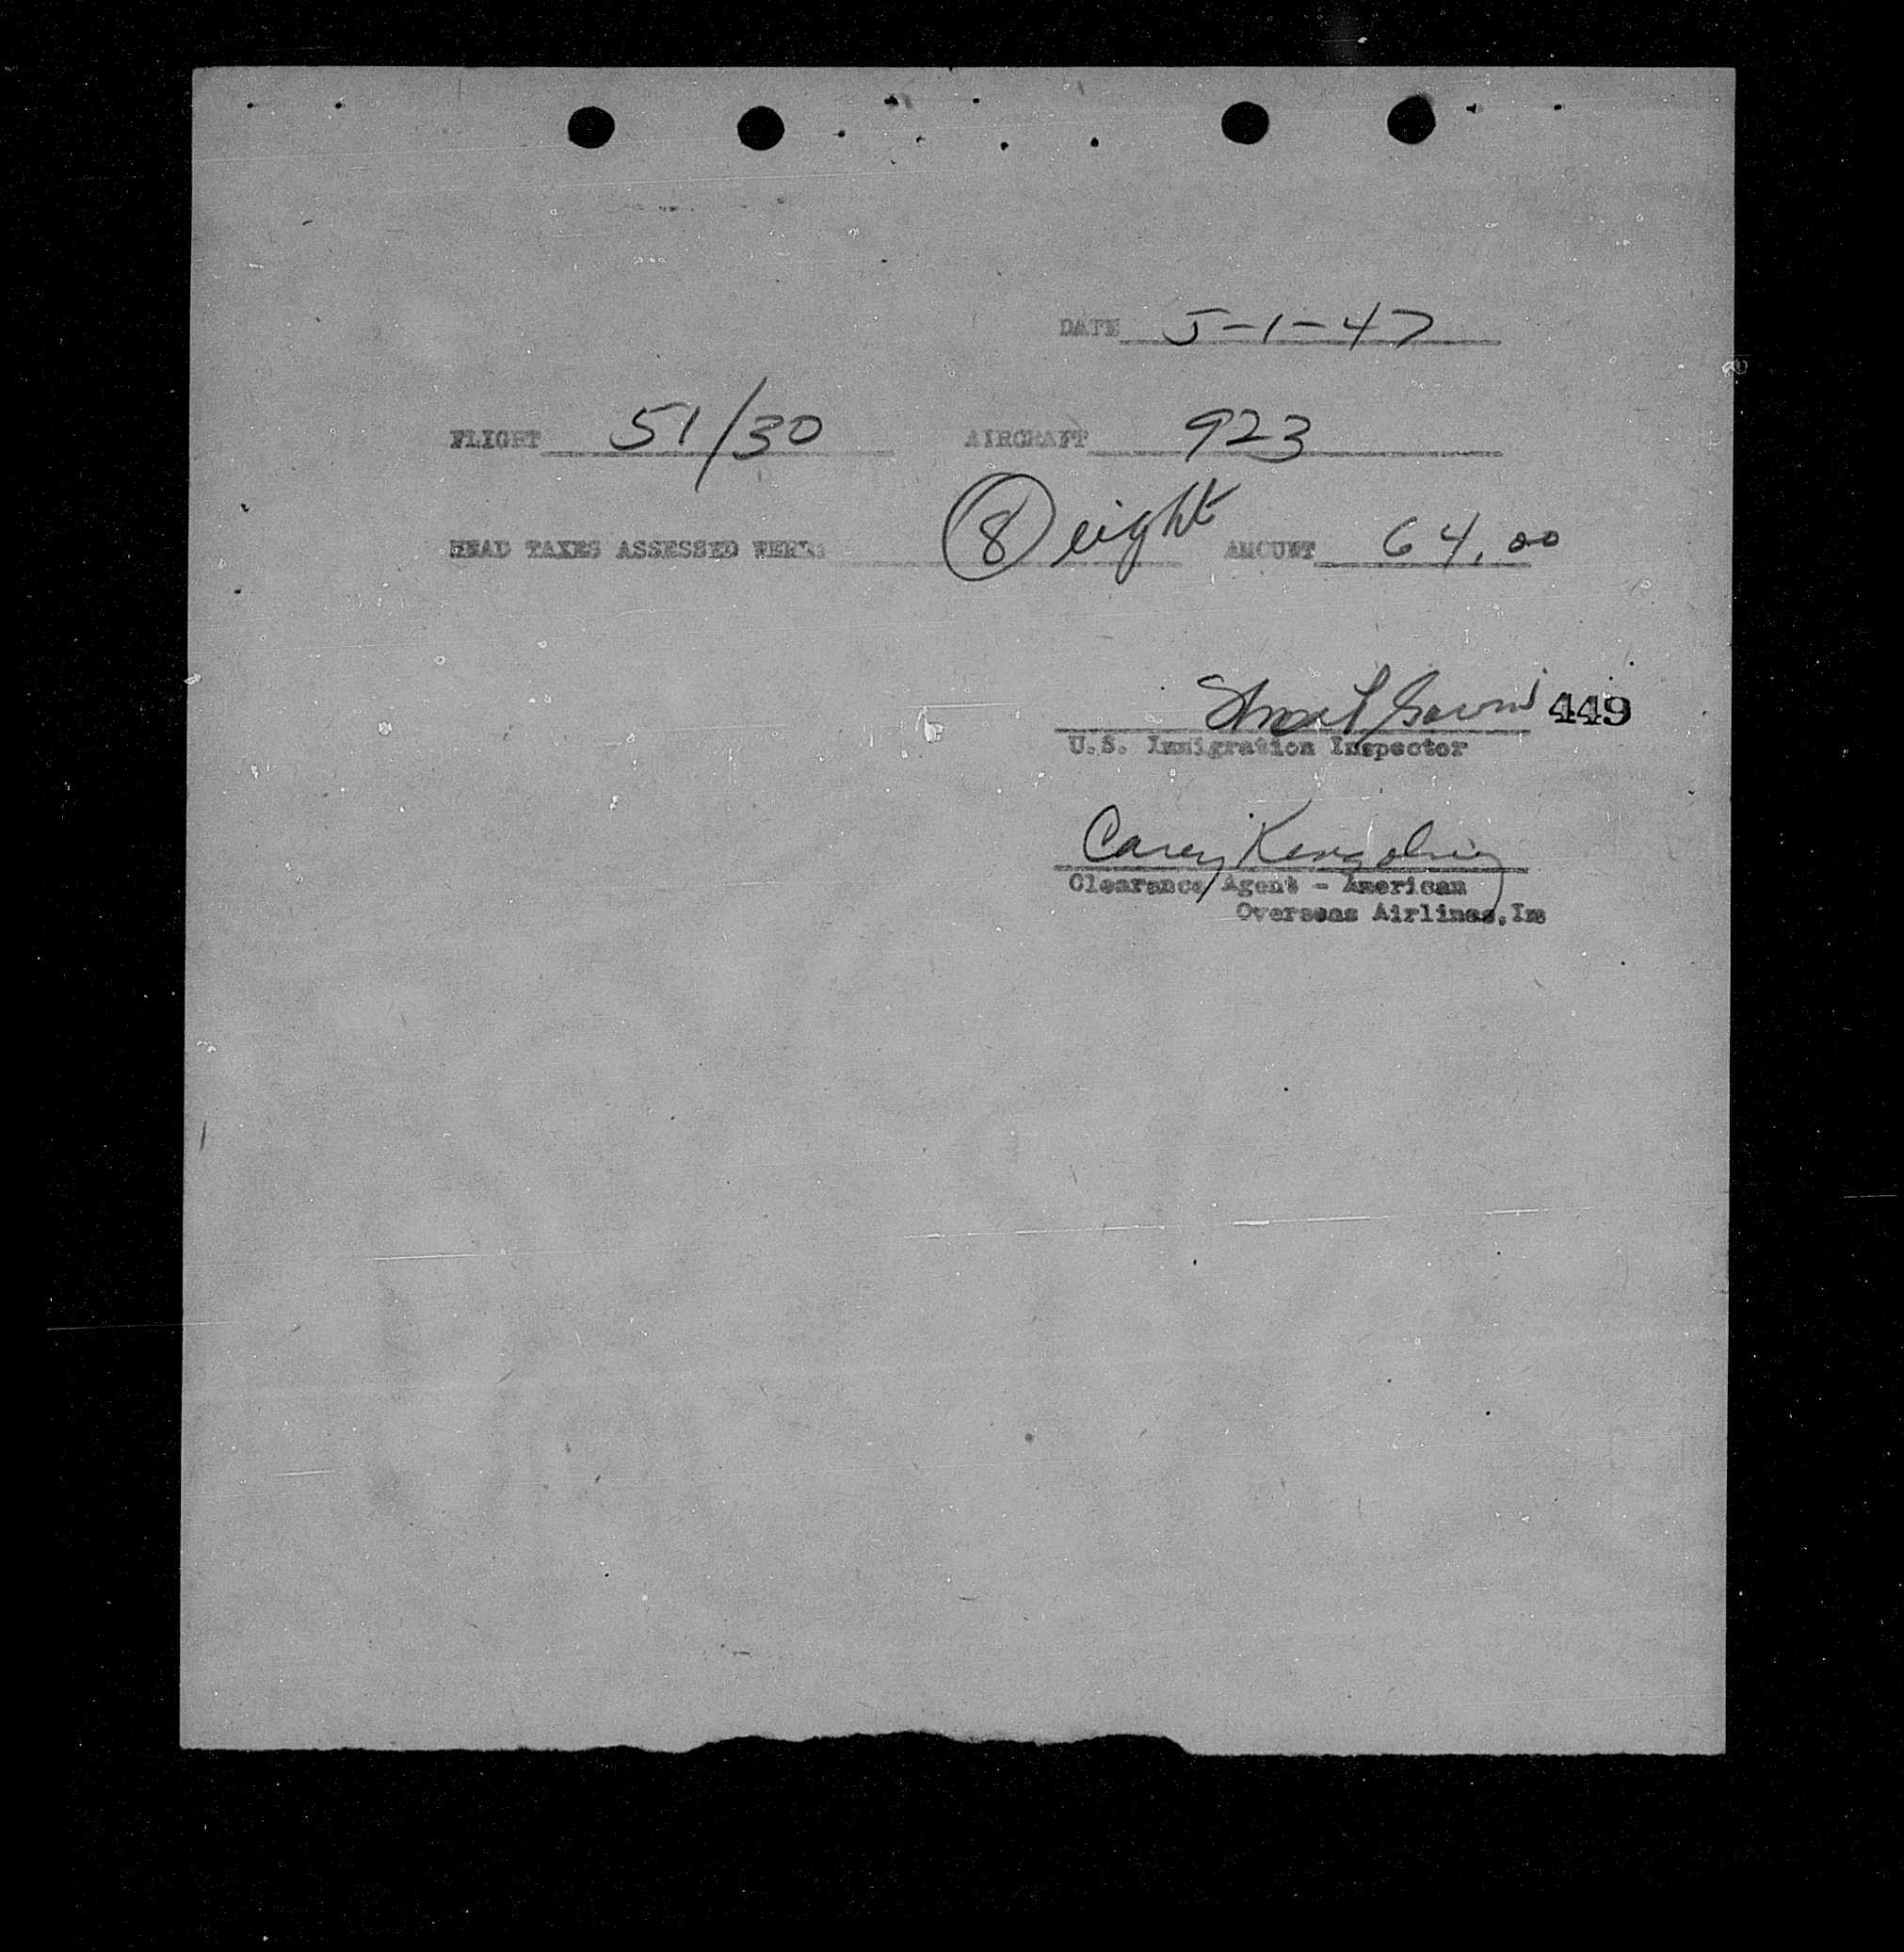 DATE 5-1-47
FLIGHT 51/30 AIRCRAFT 923
HEAD TAXES ASSESSED WERE: 8 eight AMOUNT 64.00
449
U.S. Immigration Inspector
Carey
Clearance Agent - American
Overseas Airlines, Inc